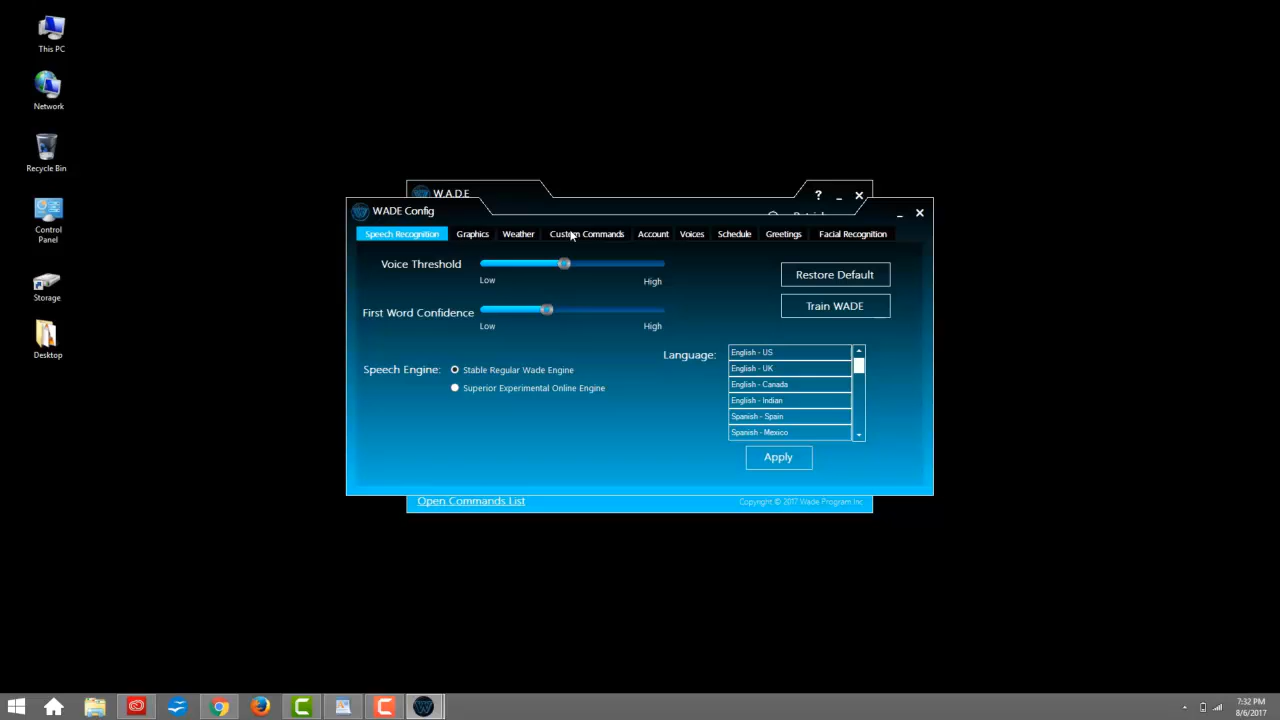 This PC
Network
Recycle Bin
Control
Panel
Storage
Desktop
W.A.D.E
?
WADE Config
Speech Recognition
Graphics
Weather
Custom Commands
Account
Voices
Schedule
Greetings
Facial Recognition
Voice Threshold
Low
High
Restore Default
Train WADE
First Word Confidence
Low
High
Language:
English - US
English - UK
English - Canada
English - Indian
Spanish - Spain
Spanish - Mexico
Speech Engine:
Stable Regular Wade Engine
Superior Experimental Online Engine
Apply
Open Commands List
Copyright © 2017 Wade Program.Inc
7:32 PM
8/6/2017